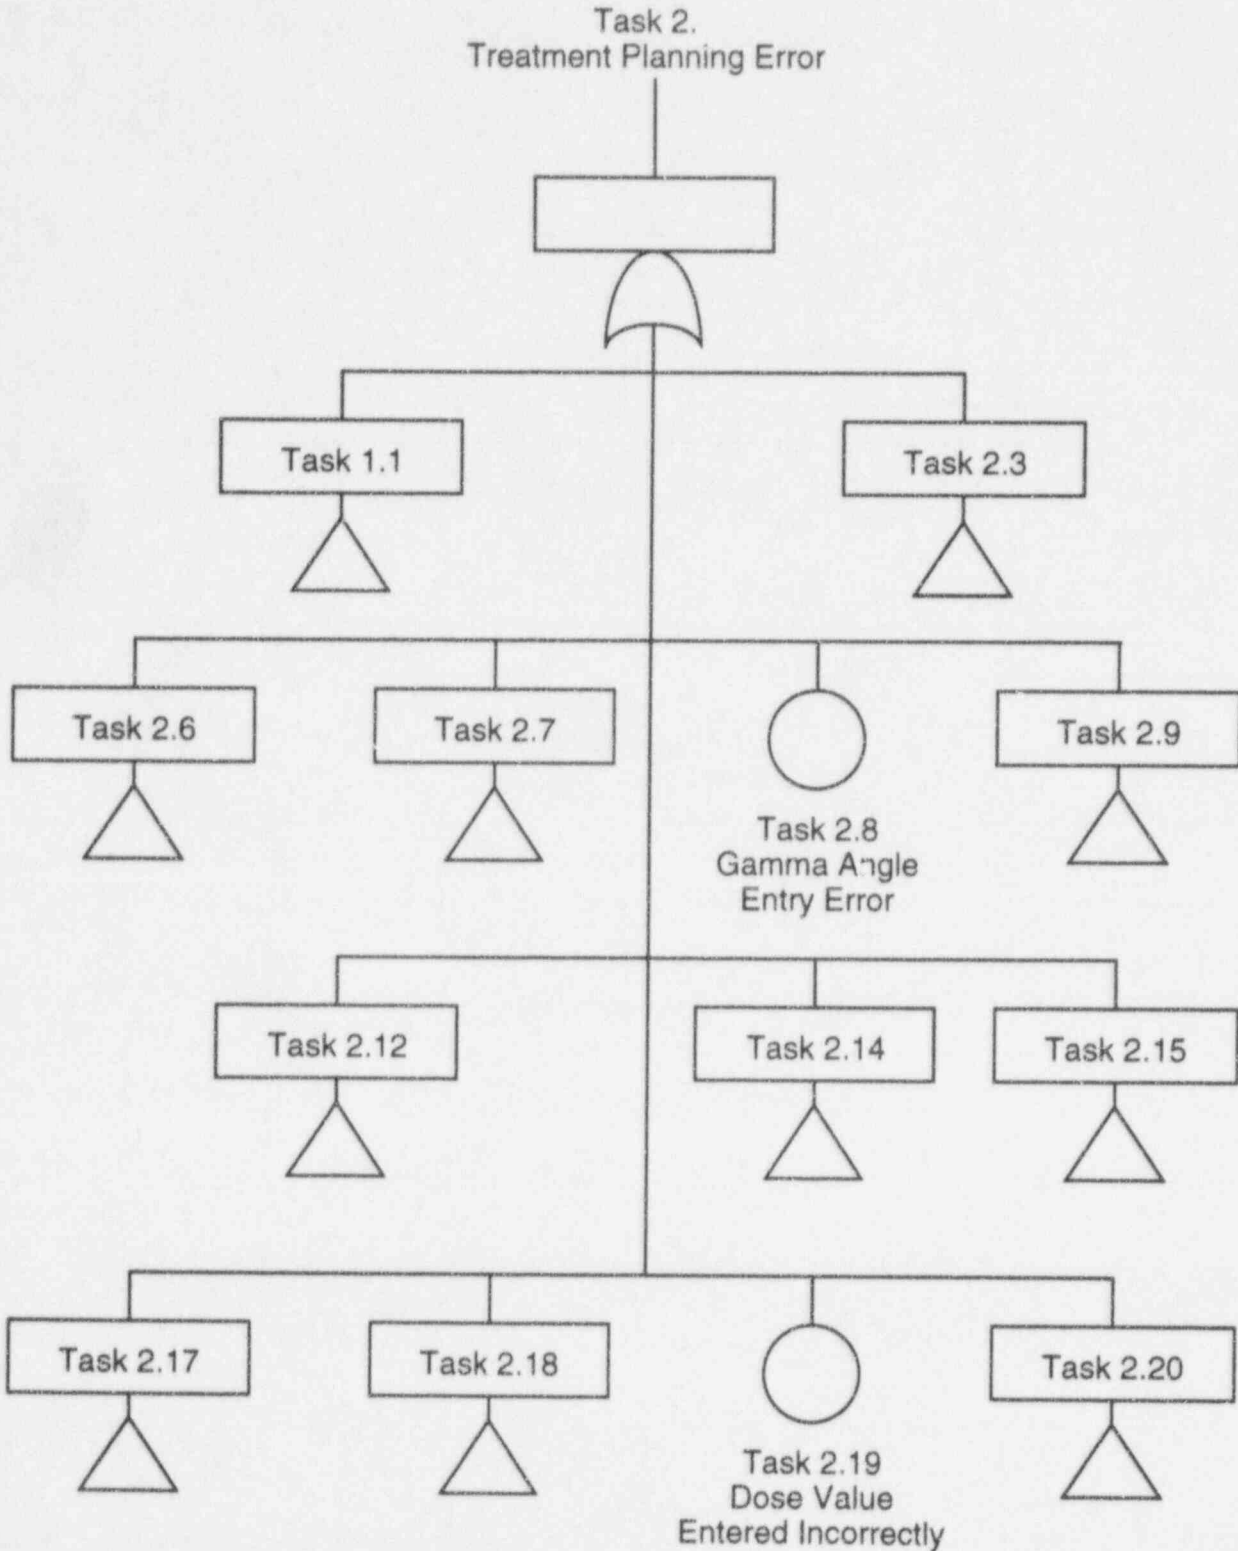 Task 2.
Treatment Planning Error
Task 1.1
Task 2.3
Task 2.6
Task 2.7
Task 2.9
Task 2.8
Gamma Angle
Entry Error
Task 2.12
Task 2.14
Task 2.15
Task 2.17
Task 2.18
Task 2.20
Task 2.19
Dose Value
Entered Incorrectly